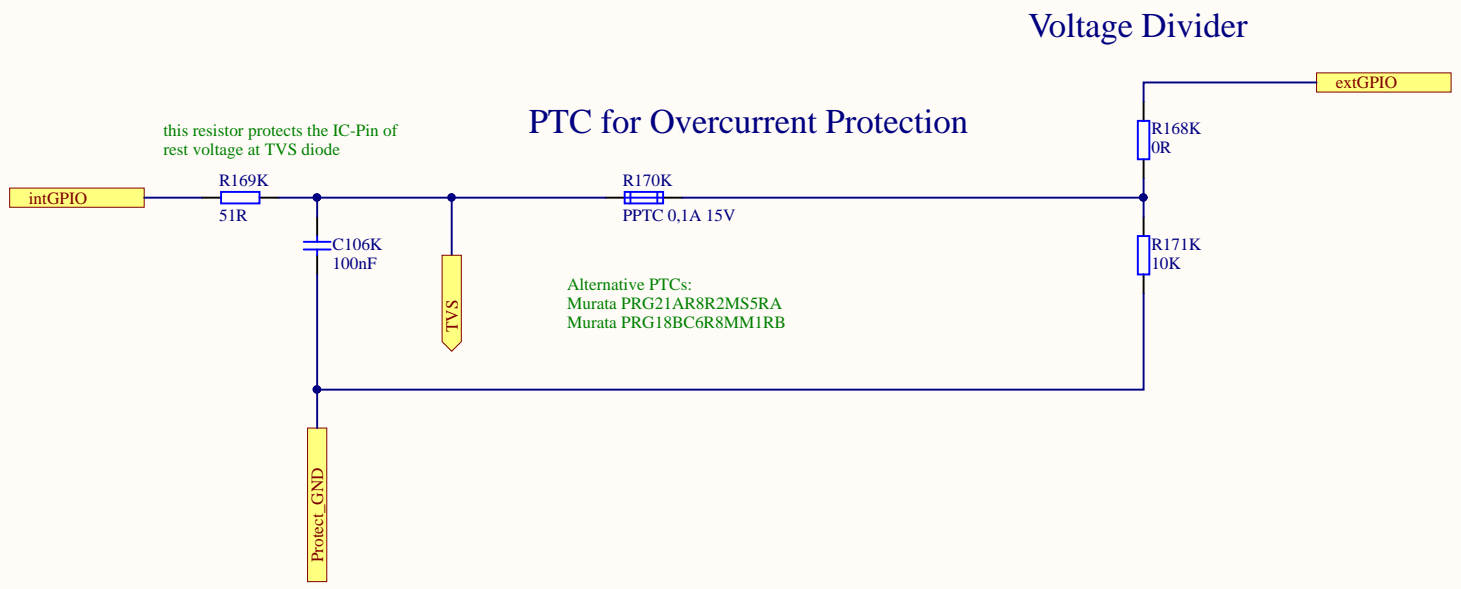 Voltage Divider
extGPIO
PTC for Overcurrent Protection
this resistor protects the IC-Pin of
rest voltage at TVS diode
R168K
0R
R169K
R170K
intGPIO
51R
PPTC 0,1A 15V
C106K
100nF
R171K
10K
TVS
Alternative PTCs:
Murata PRG21AR8R2MS5RA
Murata PRG18BC6R8MM1RB
Protect_GND